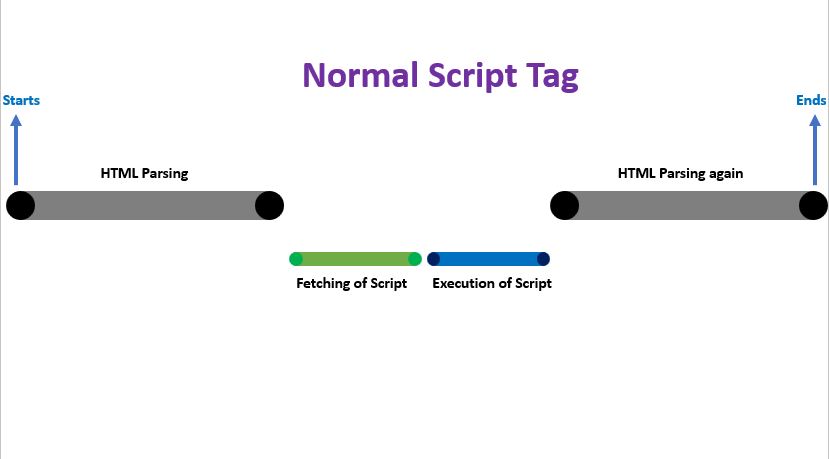 Normal Script Tag
Starts
Ends
HTML Parsing
HTML Parsing again
Fetching of Script
Execution of Script